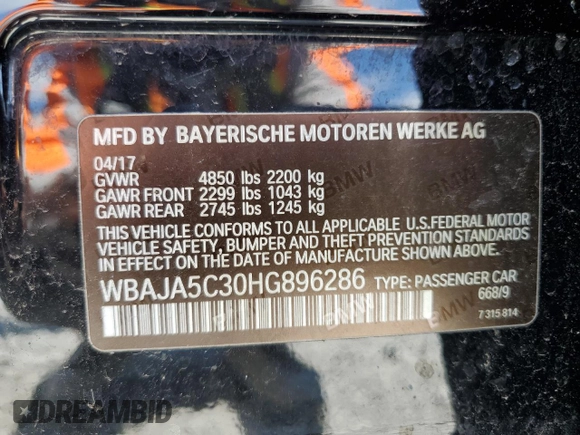 MFD BY BAYERISCHE MOTOREN WERKE AG
04/17
GVWR 4850 lbs 2200 kg
GAWR FRONT 2299 lbs 1043 kg
GAWR REAR 2745 lbs 1245 kg
THIS VEHICLE CONFORMS TO ALL APPLICABLE U.S.FEDERAL MOTOR
VEHICLE SAFETY, BUMPER AND THEFT PREVENTION STANDARDS
IN EFFECT ON THE DATE OF MANUFACTURE SHOWN ABOVE.
WBAJA5C30HG896286 TYPE: PASSENGER CAR
668/9
7 315 814
DREAMBID